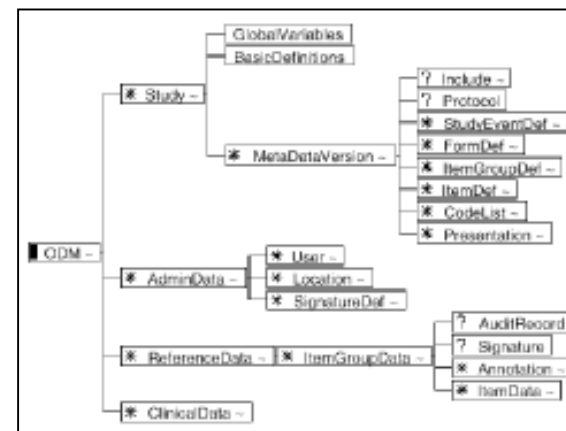 GlobalVariables
BasicDefinitions
* Study ~
? Include ~
? Protocol
* StudyEventDef ~
* MetaDataVersion ~
* FormDef ~
* ItemGroupDef ~
* ItemDef ~
* CodeList ~
* Presentation ~
ODM ~
* User ~
* AdminData ~
* Location ~
* SignatureDef ~
? AuditRecord
? Signature
* ReferenceData ~
* ItemGroupData ~
* Annotation ~
* ItemData ~
* ClinicalData ~